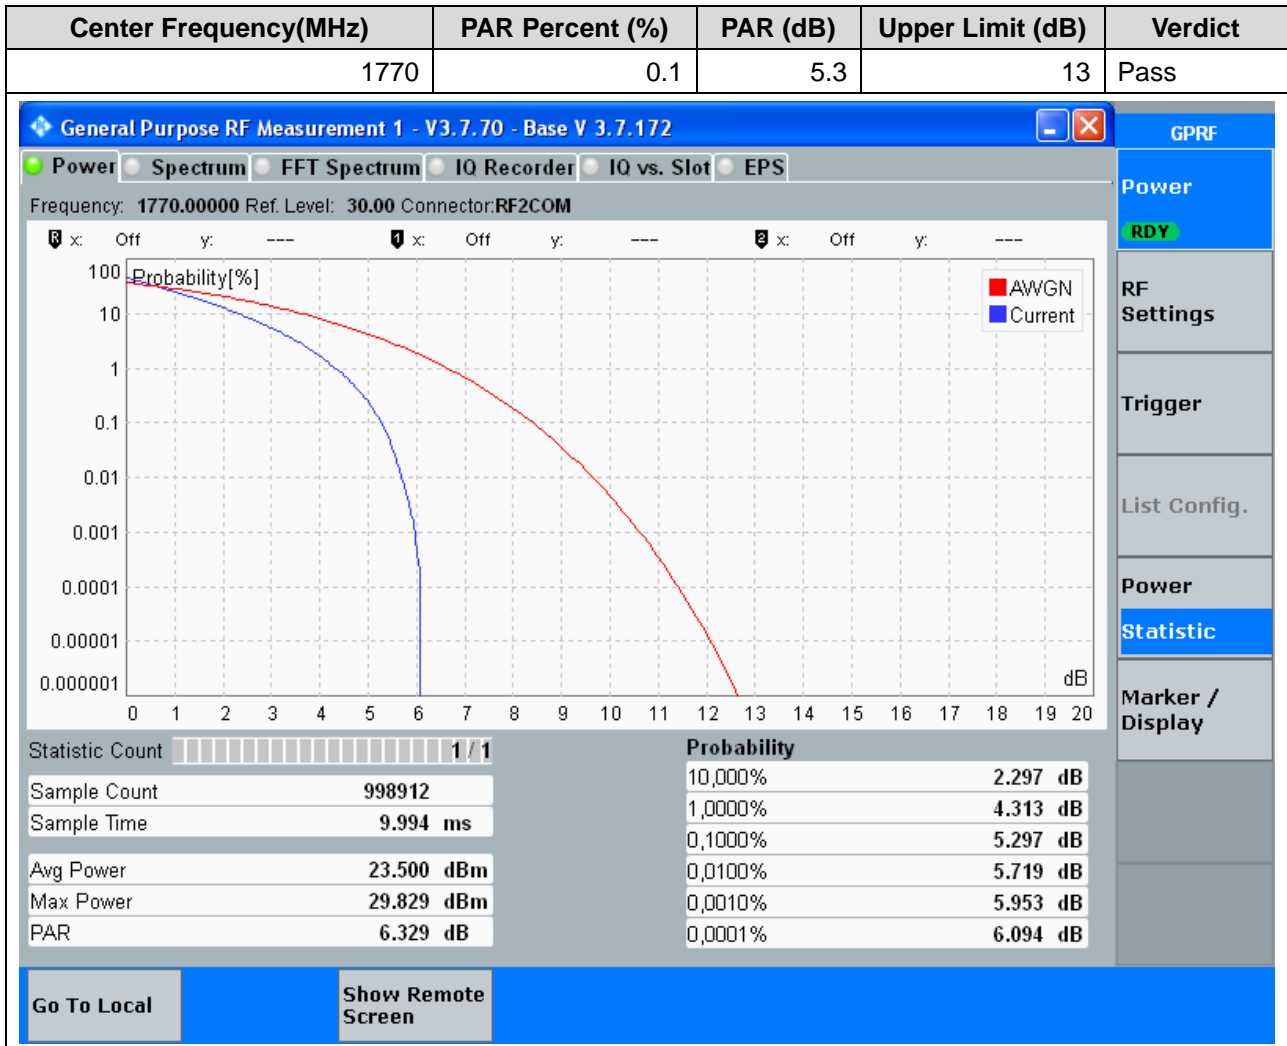 Center Frequency(MHz) PAR Percent (%) PAR (dB) Upper Limit (dB) Verdict
1770 0.1 5.3 13 Pass
General Purpose RF Measurement 1 - V3.7.70 - Base V 3.7.172
GPRF
Power Spectrum FFT Spectrum IQ Recorder IQ vs. Slot EPS
Frequency: 1770.00000 Ref. Level: 30.00 Connector:RF2COM
R x: Off y: --- 1 x: Off y: --- 2 x: Off y: ---
Probability[%]
AWGN
Current
100
10
1
0.1
0.01
0.001
0.0001
0.00001
0.000001
dB
0 1 2 3 4 5 6 7 8 9 10 11 12 13 14 15 16 17 18 19 20
Statistic Count 1 / 1
Sample Count 998912
Sample Time 9.994 ms
Avg Power 23.500 dBm
Max Power 29.829 dBm
PAR 6.329 dB
Probability
10,000% 2.297 dB
1,0000% 4.313 dB
0,1000% 5.297 dB
0,0100% 5.719 dB
0,0010% 5.953 dB
0,0001% 6.094 dB
Power
RDY
RF
Settings
Trigger
List Config.
Power
Statistic
Marker /
Display
Go To Local
Show Remote
Screen